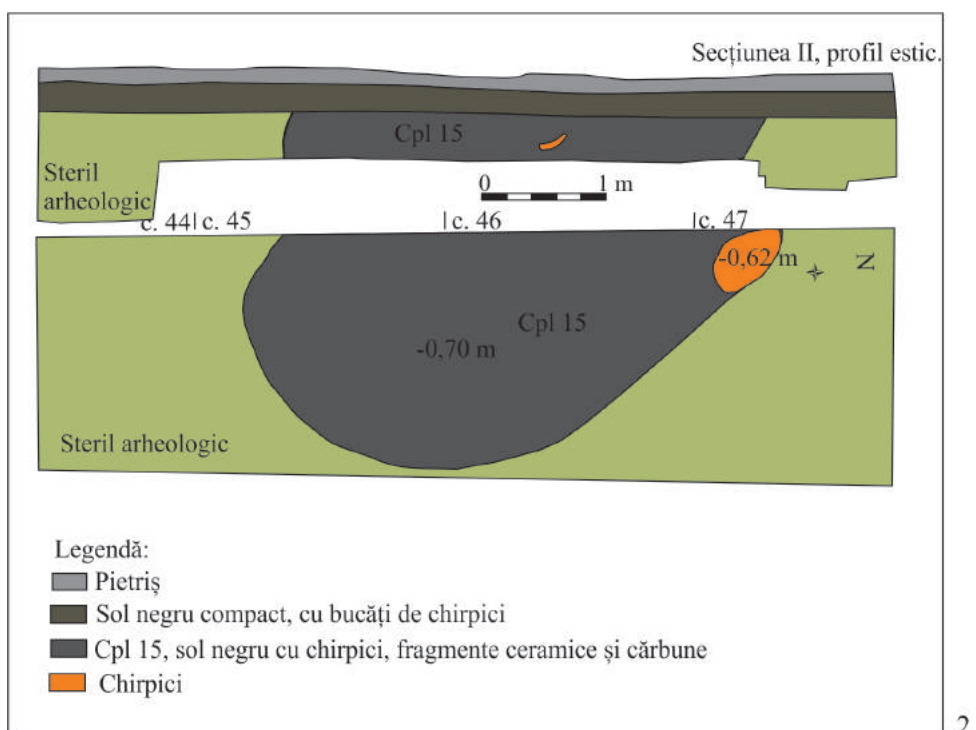 Secțiunea II, profil estic.
Cpl 15
Steril
arheologic
0 1 m
c. 44 c. 45 c. 46 c. 47
-0,62 m
N
Cpl 15
-0,70 m
Steril arheologic
Legendă:
Pietriș
Sol negru compact, cu bucăți de chirpici
Cpl 15, sol negru cu chirpici, fragmente ceramice și cărbune
Chirpici
2